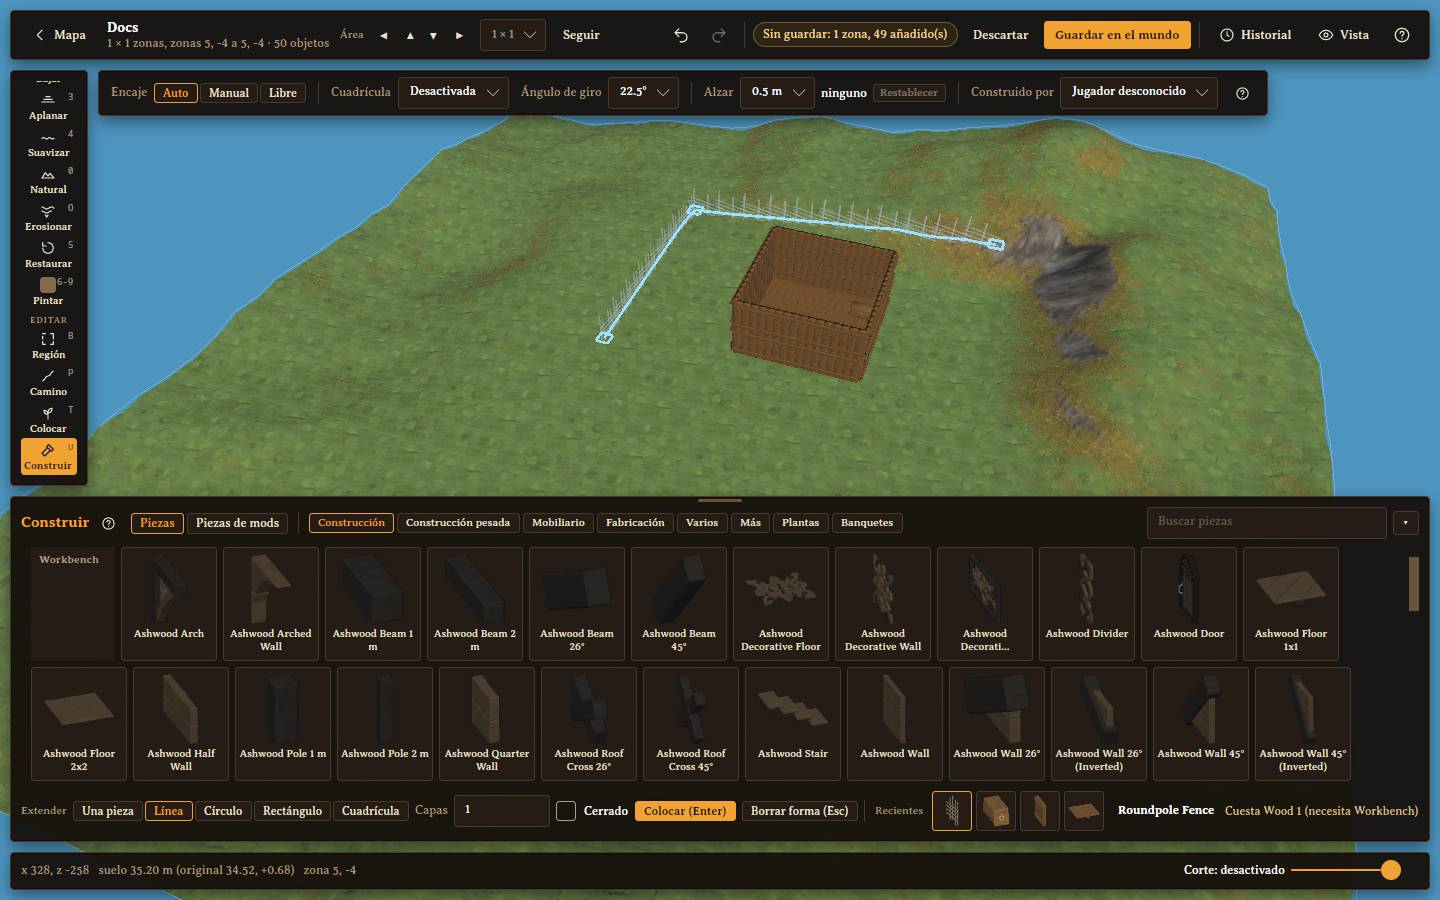 Mapa
Docs
1 × 1 zonas, zonas 5, -4 a 5, -4 · 50 objetos
Área
1 × 1
Seguir
Sin guardar: 1 zona, 49 añadido(s)
Descartar
Guardar en el mundo
Historial
Vista
Encaje
Auto
Manual
Libre
Cuadrícula
Desactivada
Ángulo de giro
22.5°
Alzar
0.5 m
ninguno
Restablecer
Construido por
Jugador desconocido
3
Aplanar
4
Suavizar
0
Natural
O
Erosionar
5
Restaurar
6-9
Pintar
EDITAR
B
Región
P
Camino
T
Colocar
U
Construir
Construir
Piezas
Piezas de mods
Construcción
Construcción pesada
Mobiliario
Fabricación
Varios
Más
Plantas
Banquetes
Buscar piezas
Workbench
Ashwood Arch
Ashwood Arched Wall
Ashwood Beam 1 m
Ashwood Beam 2 m
Ashwood Beam 26°
Ashwood Beam 45°
Ashwood Decorative Floor
Ashwood Decorative Wall
Ashwood Decorati...
Ashwood Divider
Ashwood Door
Ashwood Floor 1x1
Ashwood Floor 2x2
Ashwood Half Wall
Ashwood Pole 1 m
Ashwood Pole 2 m
Ashwood Quarter Wall
Ashwood Roof Cross 26°
Ashwood Roof Cross 45°
Ashwood Stair
Ashwood Wall
Ashwood Wall 26°
Ashwood Wall 26° (Inverted)
Ashwood Wall 45°
Ashwood Wall 45° (Inverted)
Extender
Una pieza
Línea
Círculo
Rectángulo
Cuadrícula
Capas
1
Cerrado
Colocar (Enter)
Borrar forma (Esc)
Recientes
Roundpole Fence
Cuesta Wood 1 (necesita Workbench)
x 328, z -258 suelo 35.20 m (original 34.52, +0.68) zona 5, -4
Corte: desactivado